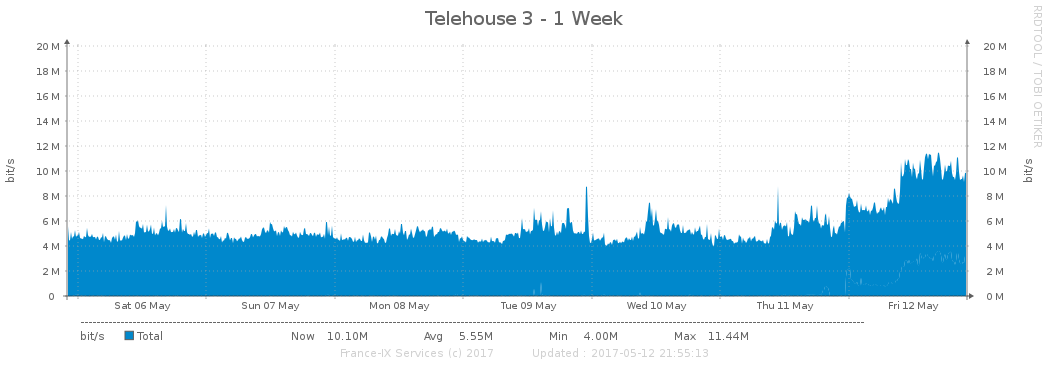 Telehouse 3 - 1 Week
RRDTOOL / TOBI OETIKER
bit/s
20 M 20 M
18 M 18 M
16 M 16 M
14 M 14 M
12 M 12 M
10 M 10 M
8 M 8 M
6 M 6 M
4 M 4 M
2 M 2 M
0 0 M
bit/s
Sat 06 May Sun 07 May Mon 08 May Tue 09 May Wed 10 May Thu 11 May Fri 12 May
bit/s Total Now 10.10M Avg 5.55M Min 4.00M Max 11.44M
France-IX Services (c) 2017 Updated : 2017-05-12 21:55:13